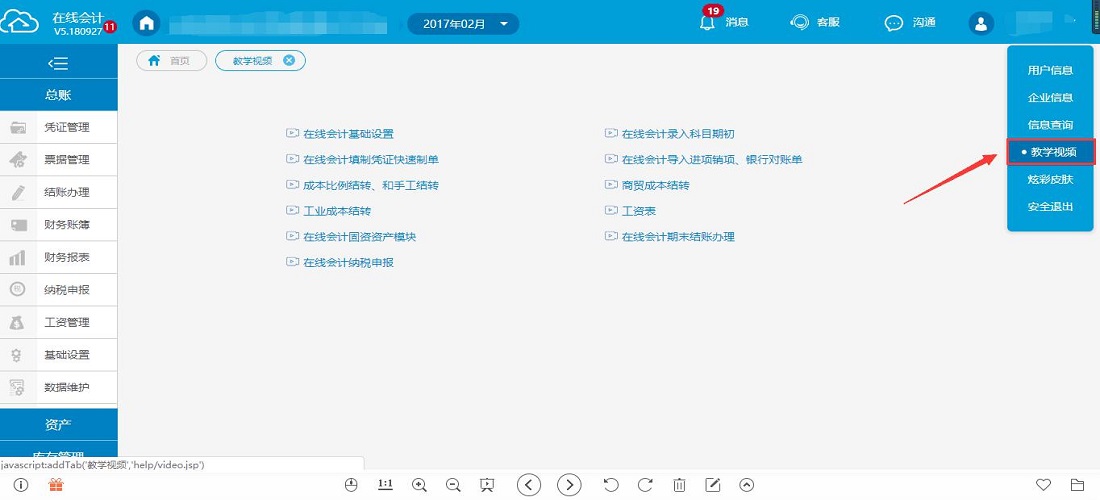 在线会计
V5.180927
11
2017年02月
19
消息
客服
沟通
首页
教学视频
总账
凭证管理
票据管理
结账办理
财务账簿
财务报表
纳税申报
税
工资管理
基础设置
数据维护
资产
库存管理
在线会计基础设置
在线会计录入科目期初
在线会计填制凭证快速制单
在线会计导入进项销项、银行对账单
成本比例结转、和手工结转
商贸成本结转
工业成本结转
工资表
在线会计固资资产模块
在线会计期末结账办理
在线会计纳税申报
用户信息
企业信息
信息查询
教学视频
炫彩皮肤
安全退出
javascript:addTab('教学视频','help/video.jsp')
1:1